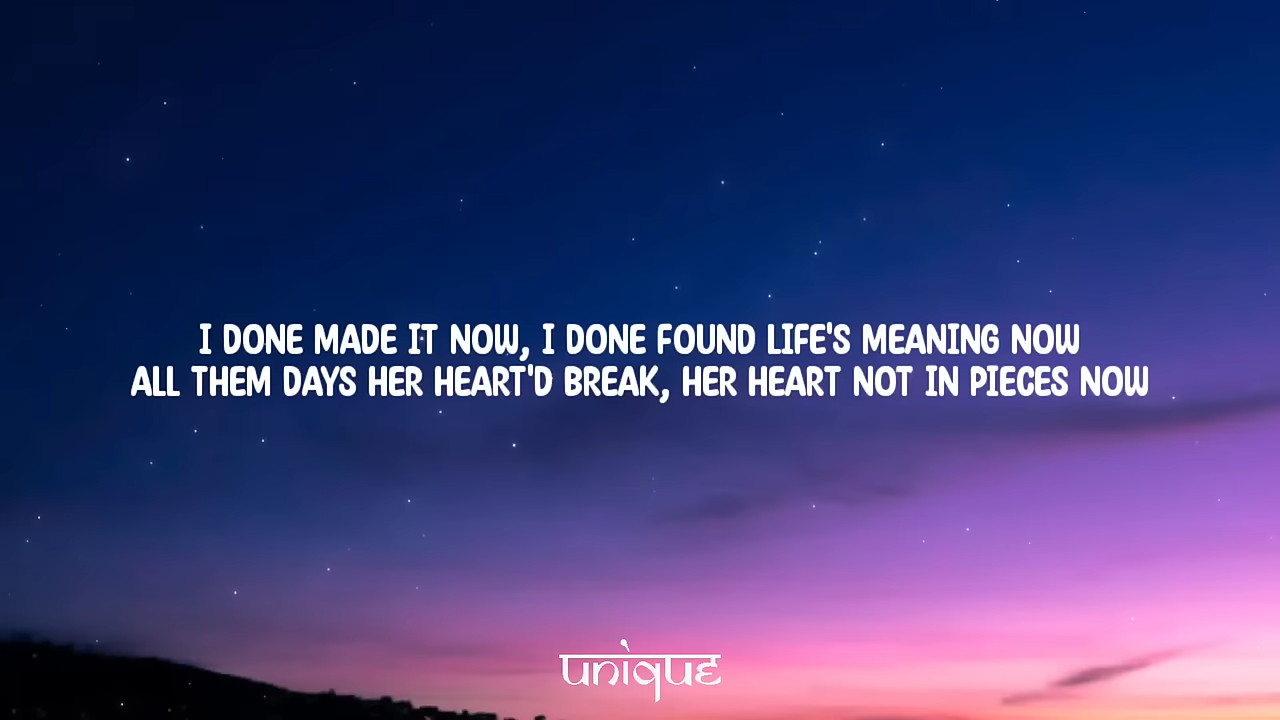 I DONE MADE IT NOW, I DONE FOUND LIFE'S MEANING NOW
ALL THEM DAYS HER HEART'D BREAK, HER HEART NOT IN PIECES NOW
unique